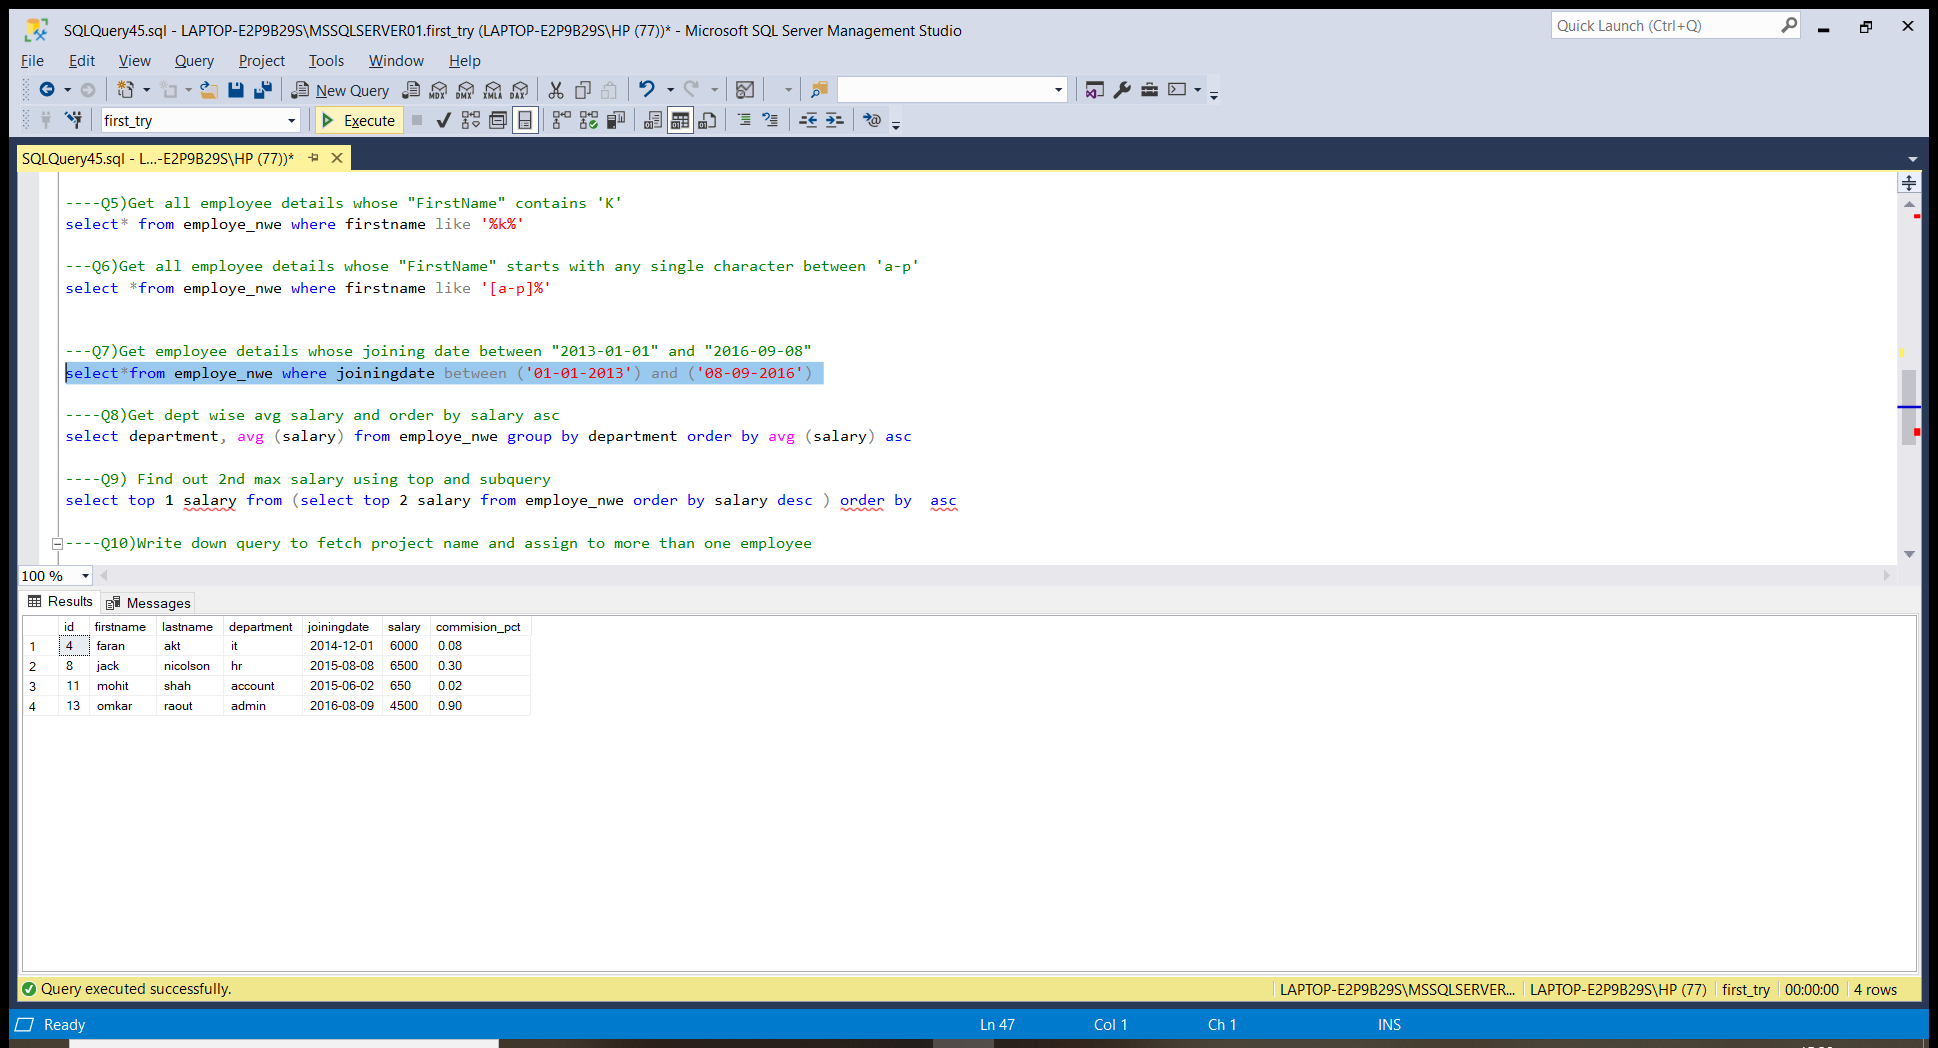 SQLQuery45.sql - LAPTOP-E2P9B29S\MSSQLSERVER01.first_try (LAPTOP-E2P9B29S\HP (77))* - Microsoft SQL Server Management Studio
Quick Launch (Ctrl+Q)
File Edit View Query Project Tools Window Help
New Query MDX DMX XMLA DAX
first_try Execute
SQLQuery45.sql - L...-E2P9B29S\HP (77))*
----Q5)Get all employee details whose "FirstName" contains 'K'
select* from employe_nwe where firstname like '%k%'
---Q6)Get all employee details whose "FirstName" starts with any single character between 'a-p'
select *from employe_nwe where firstname like '[a-p]%'
---Q7)Get employee details whose joining date between "2013-01-01" and "2016-09-08"
select*from employe_nwe where joiningdate between ('01-01-2013') and ('08-09-2016')
----Q8)Get dept wise avg salary and order by salary asc
select department, avg (salary) from employe_nwe group by department order by avg (salary) asc
----Q9) Find out 2nd max salary using top and subquery
select top 1 salary from (select top 2 salary from employe_nwe order by salary desc ) order by  asc
----Q10)Write down query to fetch project name and assign to more than one employee
100 %
Results Messages
id firstname lastname department joiningdate salary commision_pct
1 4 faran akt it 2014-12-01 6000 0.08
2 8 jack nicolson hr 2015-08-08 6500 0.30
3 11 mohit shah account 2015-06-02 650 0.02
4 13 omkar raout admin 2016-08-09 4500 0.90
Query executed successfully. LAPTOP-E2P9B29S\MSSQLSERVER... LAPTOP-E2P9B29S\HP (77) first_try 00:00:00 4 rows
Ready Ln 47 Col 1 Ch 1 INS